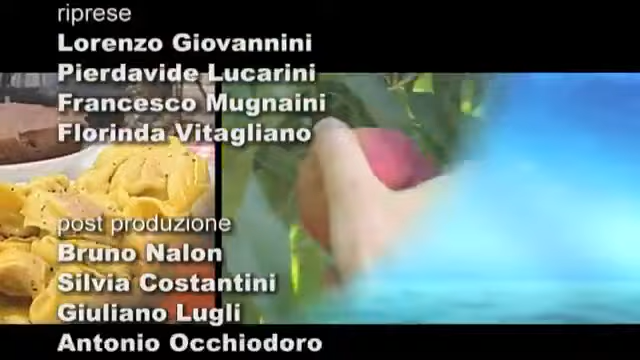 riprese
Lorenzo Giovannini
Pierdavide Lucarini
Francesco Mugnaini
Florinda Vitagliano
post produzione
Bruno Nalon
Silvia Costantini
Giuliano Lugli
Antonio Occhiodoro